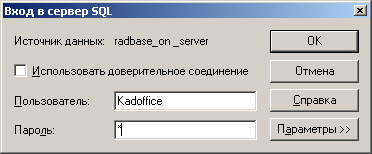 Вход в сервер SQL
Источник данных: radbase_on _server
OK
Использовать доверительное соединение
Отмена
Пользователь: Kadoffice
Справка
Пароль: *
Параметры >>